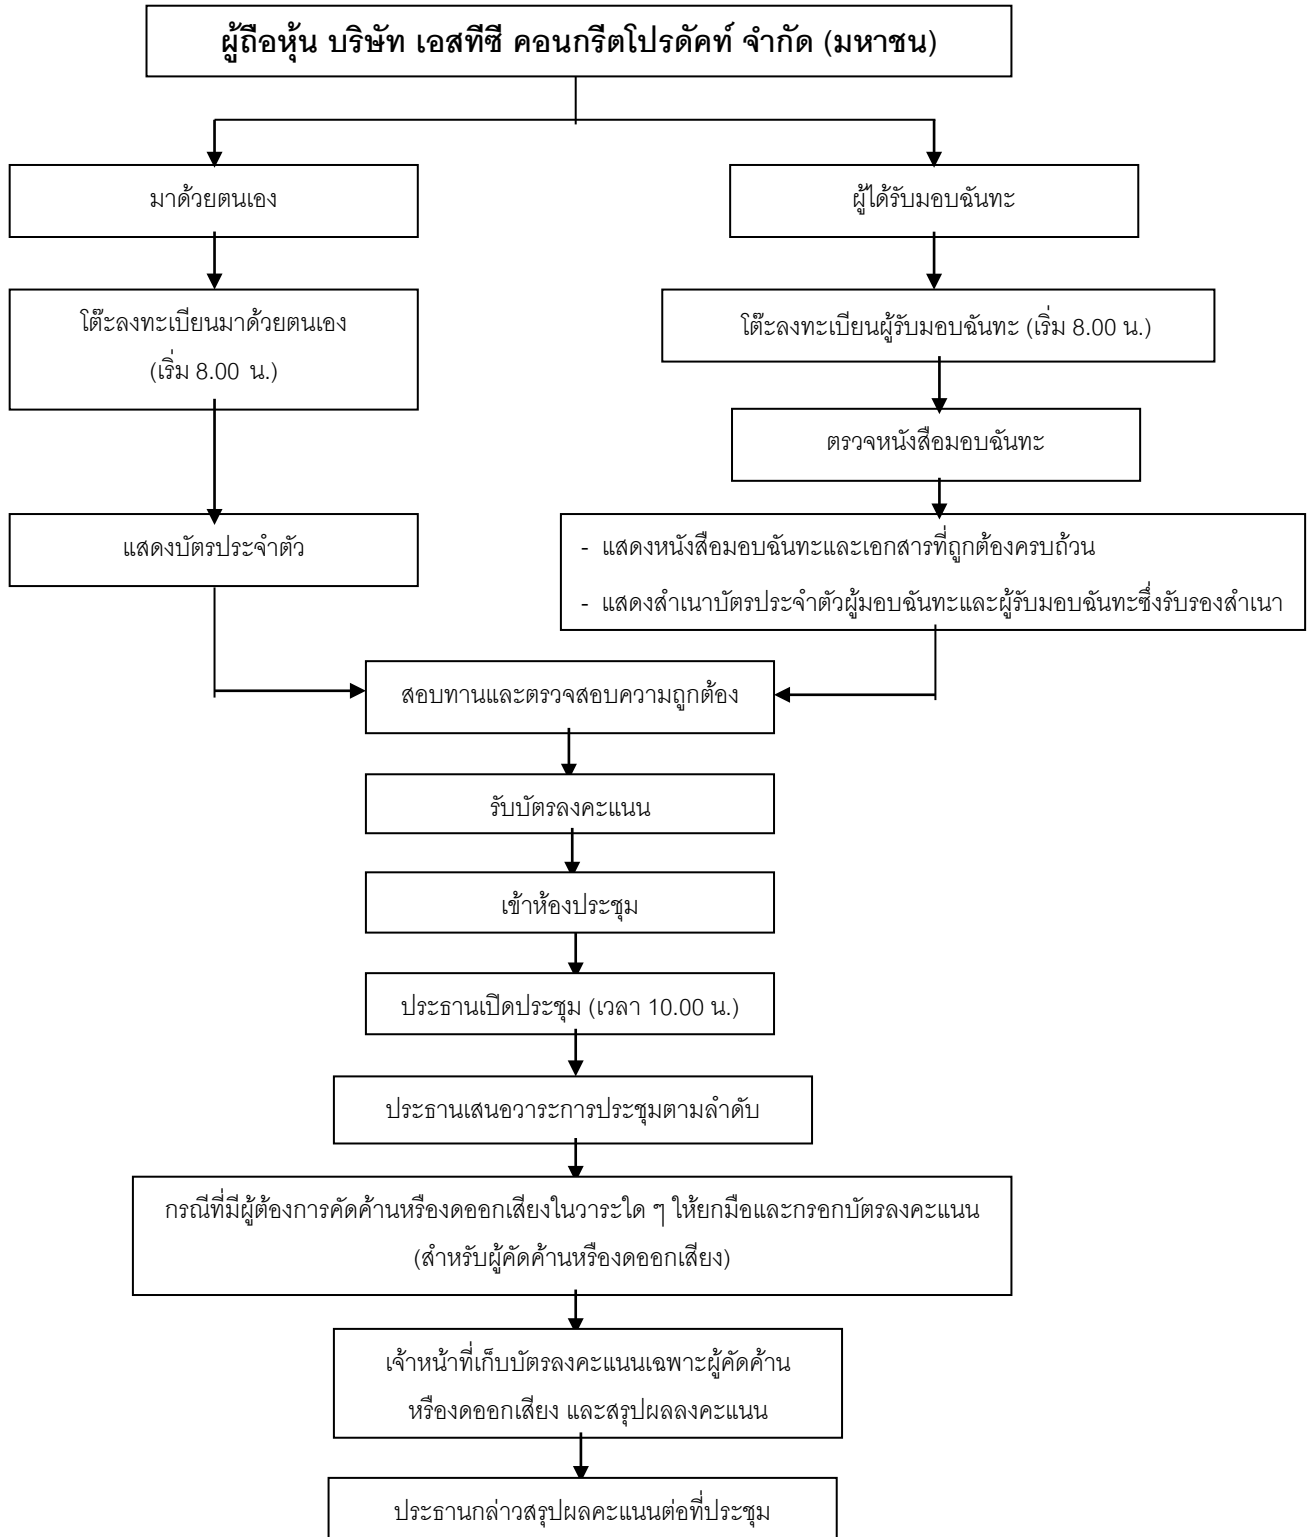 ผู้ถือหุ้น บริษัท เอสทีซี คอนกรีตโปรดัคท์ จำกัด (มหาชน)
มาด้วยตนเอง
ผู้ได้รับมอบฉันทะ
โต๊ะลงทะเบียนมาด้วยตนเอง
(เริ่ม 8.00 น.)
โต๊ะลงทะเบียนผู้รับมอบฉันทะ (เริ่ม 8.00 น.)
ตรวจหนังสือมอบฉันทะ
แสดงบัตรประจำตัว
- แสดงหนังสือมอบฉันทะและเอกสารที่ถูกต้องครบถ้วน
- แสดงสำเนาบัตรประจำตัวผู้มอบฉันทะและผู้รับมอบฉันทะซึ่งรับรองสำเนา
สอบทานและตรวจสอบความถูกต้อง
รับบัตรลงคะแนน
เข้าห้องประชุม
ประธานเปิดประชุม (เวลา 10.00 น.)
ประธานเสนอวาระการประชุมตามลำดับ
กรณีที่มีผู้ต้องการคัดค้านหรืองดออกเสียงในวาระใด ๆ ให้ยกมือและกรอกบัตรลงคะแนน
(สำหรับผู้คัดค้านหรืองดออกเสียง)
เจ้าหน้าที่เก็บบัตรลงคะแนนเฉพาะผู้คัดค้าน
หรืองดออกเสียง และสรุปผลลงคะแนน
ประธานกล่าวสรุปผลคะแนนต่อที่ประชุม